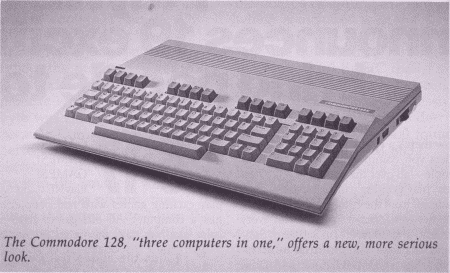 The Commodore 128, "three computers in one," offers a new, more serious
look.